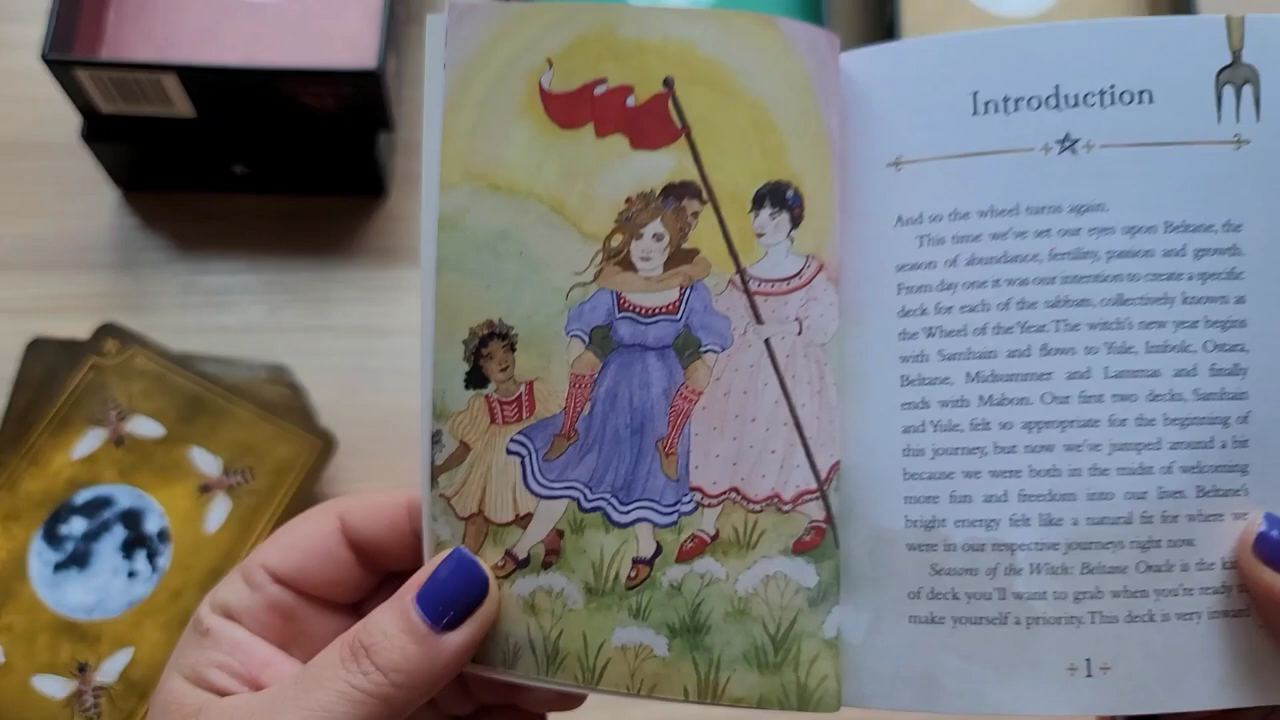 Introduction
And so the wheel turns again.
This time we've set our eyes upon Beltane, the
season of abundance, fertility, passion and growth.
From day one it was our intention to create a specific
deck for each of the sabbats, collectively known as
the Wheel of the Year. The witch's new year begins
with Samhain and flows to Yule, Imbolc, Ostara,
Beltane, Midsummer and Lammas and finally
ends with Mabon. Our first two decks, Samhain
and Yule, felt so appropriate for the beginning of
this journey, but now we've jumped around a bit
because we were both in the midst of welcoming
more fun and freedom into our lives. Beltane's
bright energy felt like a natural fit for where we
were in our respective journeys right now.
Seasons of the Witch: Beltane Oracle is the
of deck you'll want to grab when you're ready
make yourself a priority. This deck is very inward
1